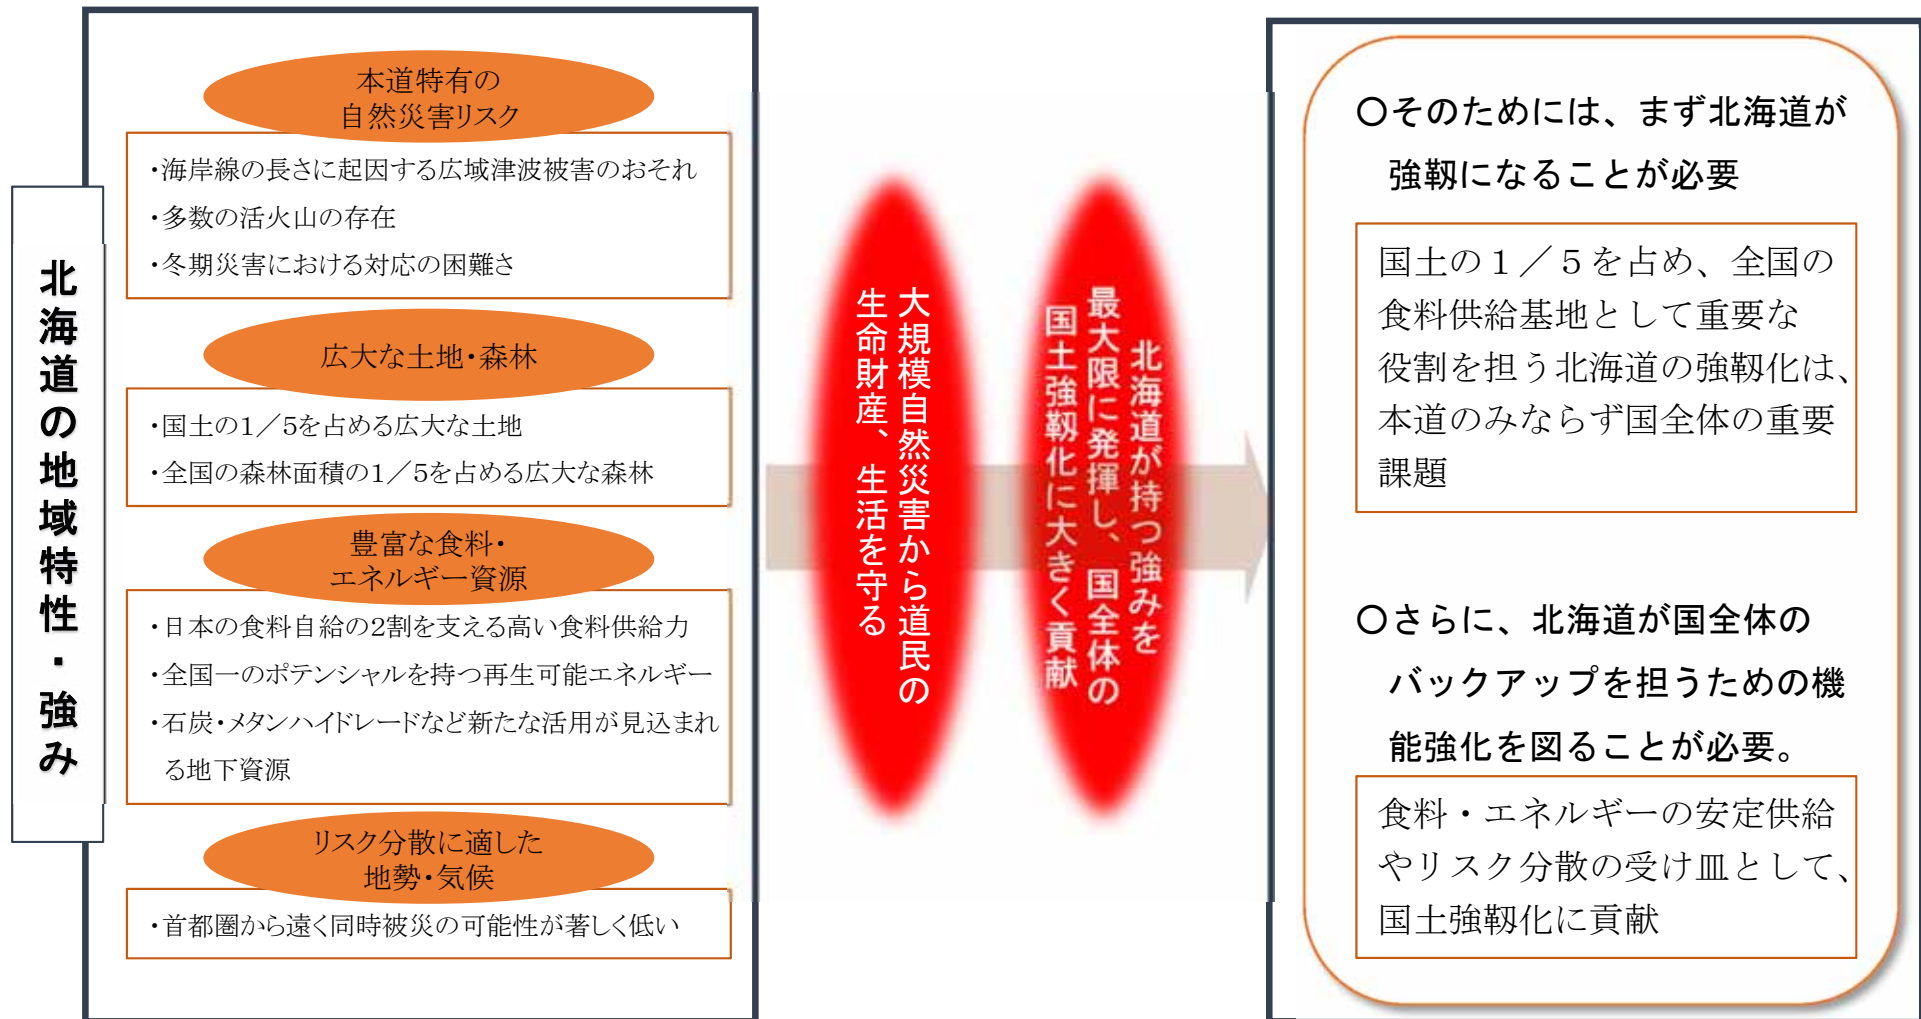 北海道の地域特性・強み
本道特有の
自然災害リスク
・海岸線の長さに起因する広域津波被害のおそれ
・多数の活火山の存在
・冬期災害における対応の困難さ
広大な土地・森林
・国土の1／5を占める広大な土地
・全国の森林面積の1／5を占める広大な森林
豊富な食料・
エネルギー資源
・日本の食料自給の2割を支える高い食料供給力
・全国一のポテンシャルを持つ再生可能エネルギー
・石炭・メタンハイドレードなど新たな活用が見込まれ
る地下資源
リスク分散に適した
地勢・気候
・首都圏から遠く同時被災の可能性が著しく低い
大規模自然災害から道民の
生命財産、生活を守る
北海道が持つ強みを
最大限に発揮し、国全体の
国土強靱化に大きく貢献
〇そのためには、まず北海道が
強靱になることが必要
国土の１／５を占め、全国の
食料供給基地として重要な
役割を担う北海道の強靱化は、
本道のみならず国全体の重要
課題
〇さらに、北海道が国全体の
バックアップを担うための機
能強化を図ることが必要。
食料・エネルギーの安定供給
やリスク分散の受け皿として、
国土強靱化に貢献